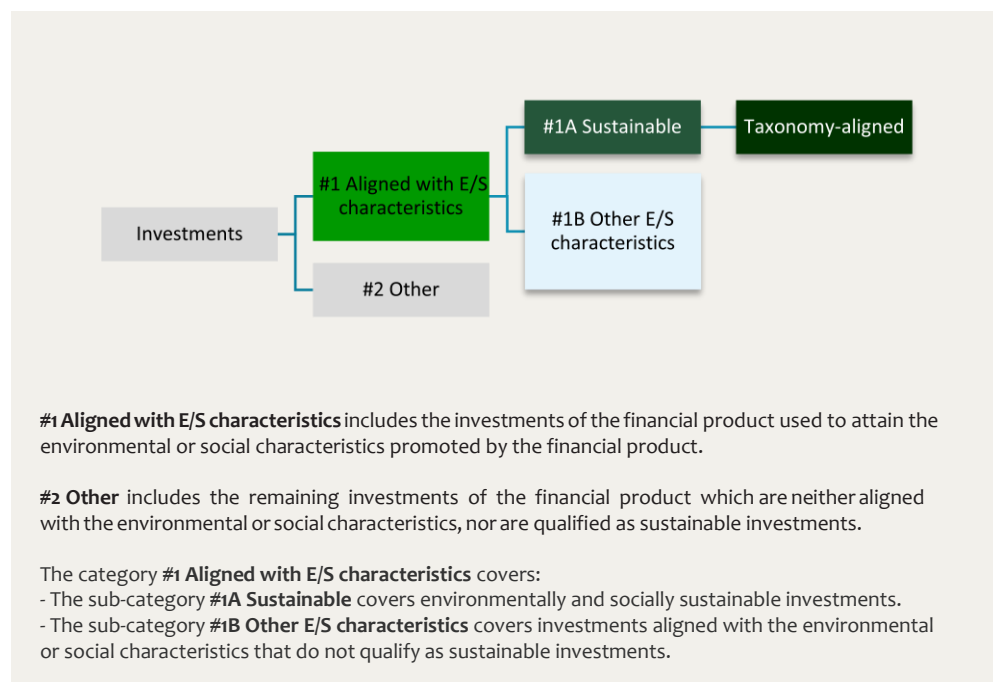 #1A Sustainable
Taxonomy-aligned
#1 Aligned with E/S
characteristics
#1B Other E/S
characteristics
Investments
#2 Other
#1 Aligned with E/S characteristics includes the investments of the financial product used to attain the
environmental or social characteristics promoted by the financial product.
#2 Other includes the remaining investments of the financial product which are neither aligned
with the environmental or social characteristics, nor are qualified as sustainable investments.
The category #1 Aligned with E/S characteristics covers:
- The sub-category #1A Sustainable covers environmentally and socially sustainable investments.
- The sub-category #1B Other E/S characteristics covers investments aligned with the environmental
or social characteristics that do not qualify as sustainable investments.